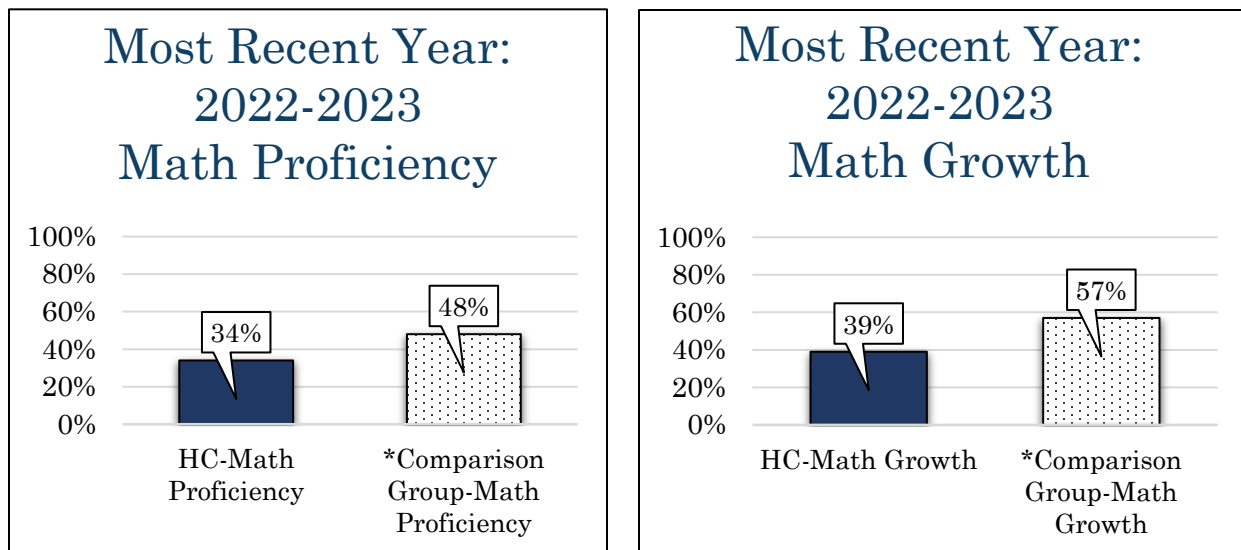 Most Recent Year:
2022-2023
Math Proficiency
100%
80%
60%
40%
20%
0%
34%
48%
HC-Math
Proficiency
*Comparison
Group-Math
Proficiency
Most Recent Year:
2022-2023
Math Growth
100%
80%
60%
40%
20%
0%
39%
57%
HC-Math Growth
*Comparison
Group-Math
Growth